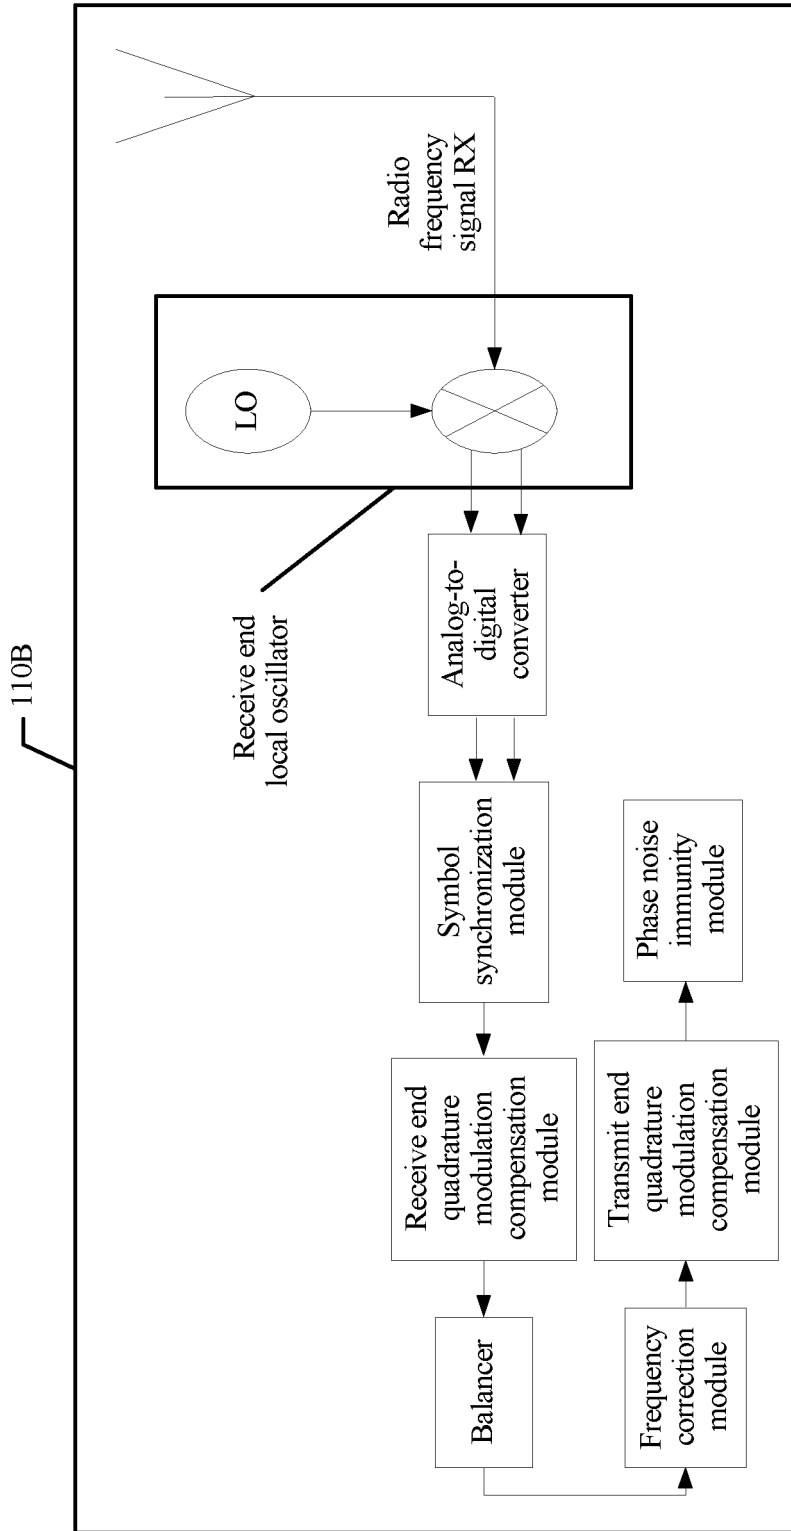 110B
Radio
frequency
signal RX
LO
Receive end
local oscillator
Analog-to-
digital
converter
Symbol
synchronization
module
Receive end
quadrature
modulation
compensation
module
Balancer
Frequency
correction
module
Transmit end
quadrature
modulation
compensation
module
Phase noise
immunity
module